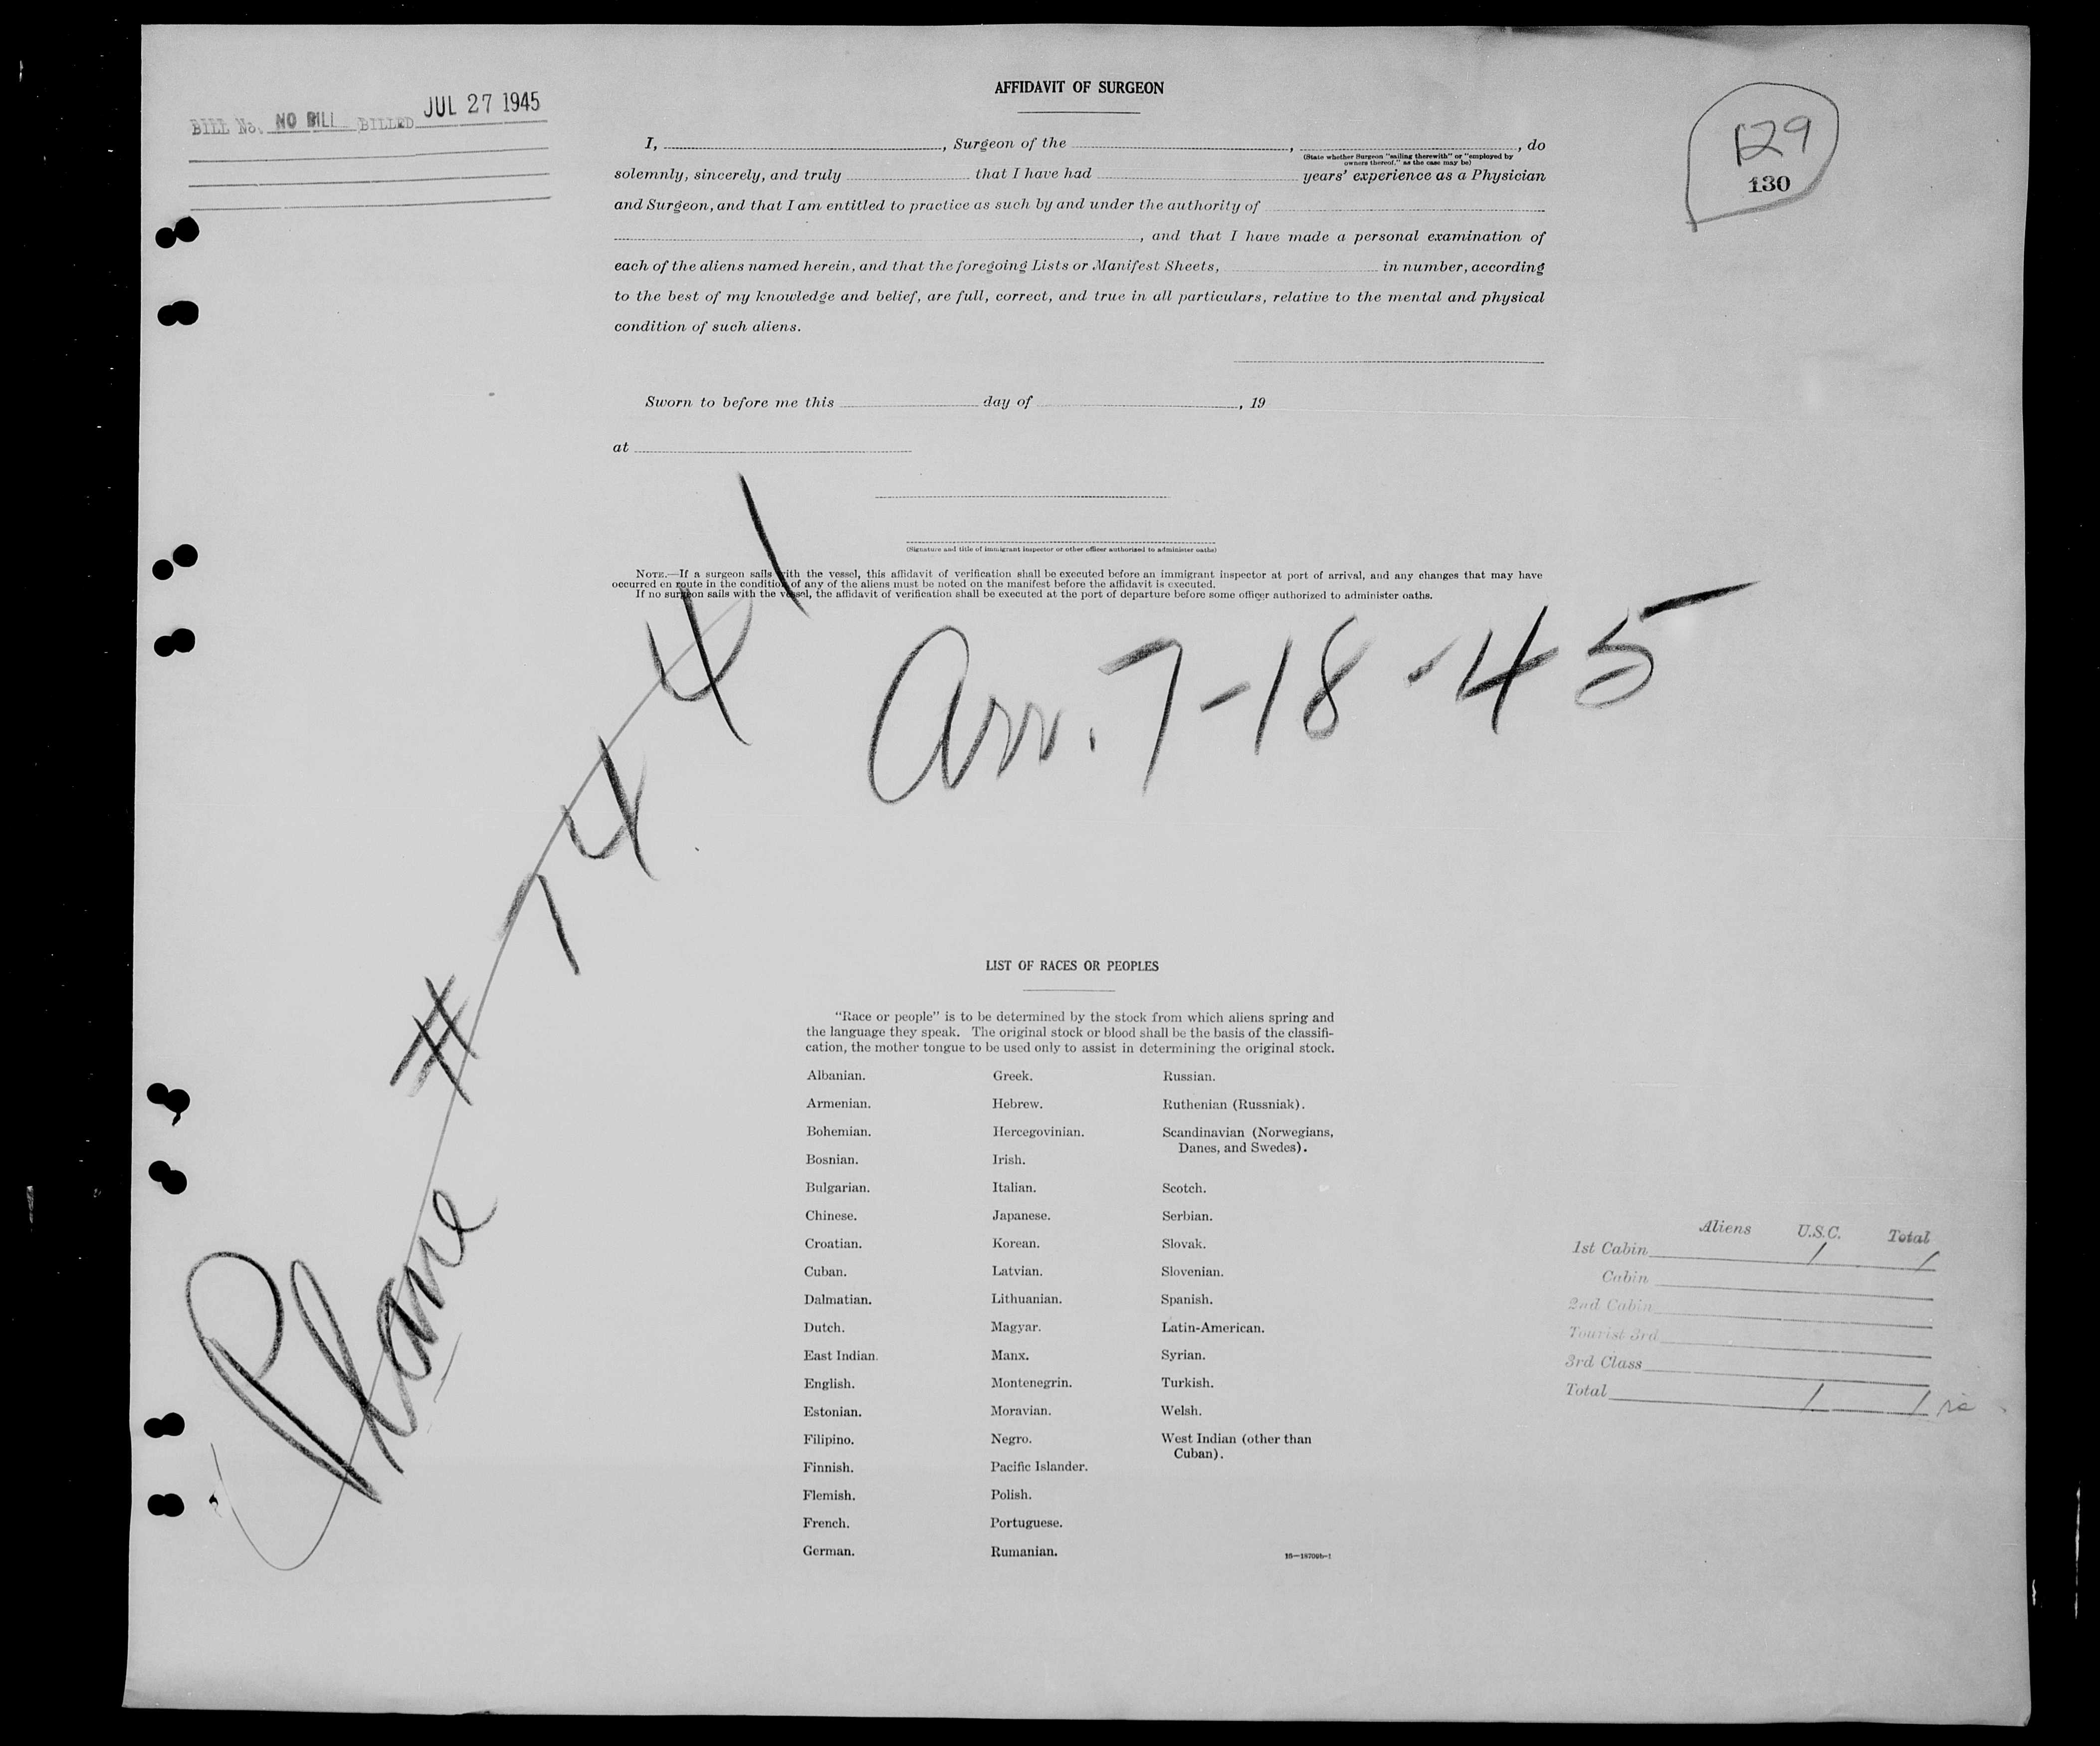 BILL No. NO BILL BILLED JUL 27 1945
129
130
AFFIDAVIT OF SURGEON
I, , Surgeon of the , , do
(State whether Surgeon "sailing therewith" or "employed by
owners thereof," as the case may be)
solemnly, sincerely, and truly that I have had years' experience as a Physician
and Surgeon, and that I am entitled to practice as such by and under the authority of
, and that I have made a personal examination of
each of the aliens named herein, and that the foregoing Lists or Manifest Sheets, in number, according
to the best of my knowledge and belief, are full, correct, and true in all particulars, relative to the mental and physical
condition of such aliens.
Sworn to before me this day of , 19
at
(Signature and title of immigrant inspector or other officer authorized to administer oaths)
NOTE.—If a surgeon sails with the vessel, this affidavit of verification shall be executed before an immigrant inspector at port of arrival, and any changes that may have
occurred en route in the condition of any of the aliens must be noted on the manifest before the affidavit is executed.
If no surgeon sails with the vessel, the affidavit of verification shall be executed at the port of departure before some officer authorized to administer oaths.
Plane # 7441
Arr. 7-18-45
LIST OF RACES OR PEOPLES
"Race or people" is to be determined by the stock from which aliens spring and
the language they speak. The original stock or blood shall be the basis of the classifi-
cation, the mother tongue to be used only to assist in determining the original stock.
Albanian.
Armenian.
Bohemian.
Bosnian.
Bulgarian.
Chinese.
Croatian.
Cuban.
Dalmatian.
Dutch.
East Indian.
English.
Estonian.
Filipino.
Finnish.
Flemish.
French.
German.
Greek.
Hebrew.
Hercegovinian.
Irish.
Italian.
Japanese.
Korean.
Latvian.
Lithuanian.
Magyar.
Manx.
Montenegrin.
Moravian.
Negro.
Pacific Islander.
Polish.
Portuguese.
Rumanian.
Russian.
Ruthenian (Russniak).
Scandinavian (Norwegians,
Danes, and Swedes).
Scotch.
Serbian.
Slovak.
Slovenian.
Spanish.
Latin-American.
Syrian.
Turkish.
Welsh.
West Indian (other than
Cuban).
16—18700b-1
Aliens U.S.C. Total
1st Cabin 1 1
Cabin
2nd Cabin
Tourist 3rd
3rd Class
Total 1 1